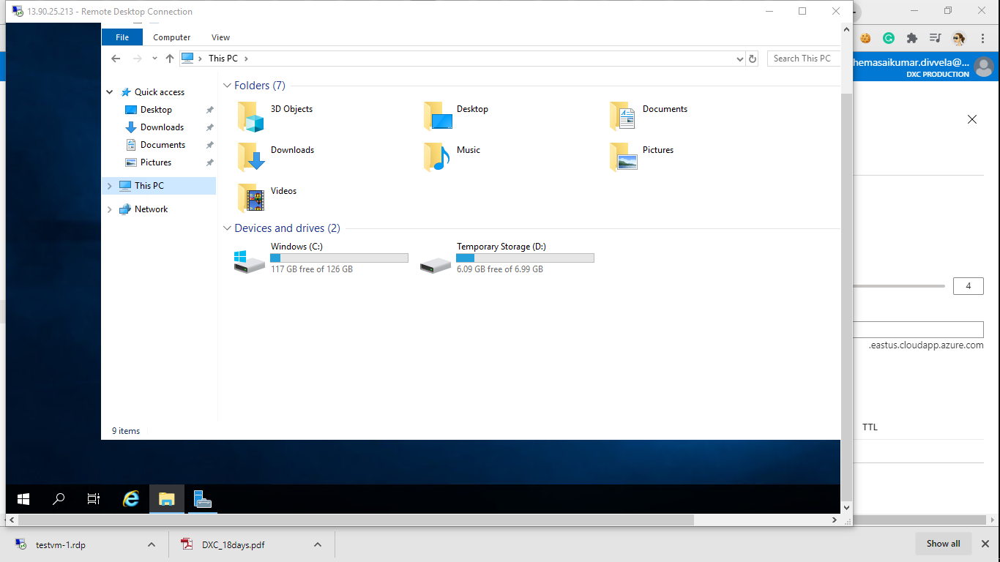 13.90.25.213 - Remote Desktop Connection
File Computer View
This PC
Search This PC
hemasaikumar.divvela@...
DXC PRODUCTION
Quick access
Desktop
Downloads
Documents
Pictures
This PC
Network
Folders (7)
3D Objects Desktop Documents
Downloads Music Pictures
Videos
Devices and drives (2)
Windows (C:) Temporary Storage (D:)
117 GB free of 126 GB 6.09 GB free of 6.99 GB
4
.eastus.cloudapp.azure.com
TTL
9 items
testvm-1.rdp DXC_18days.pdf Show all